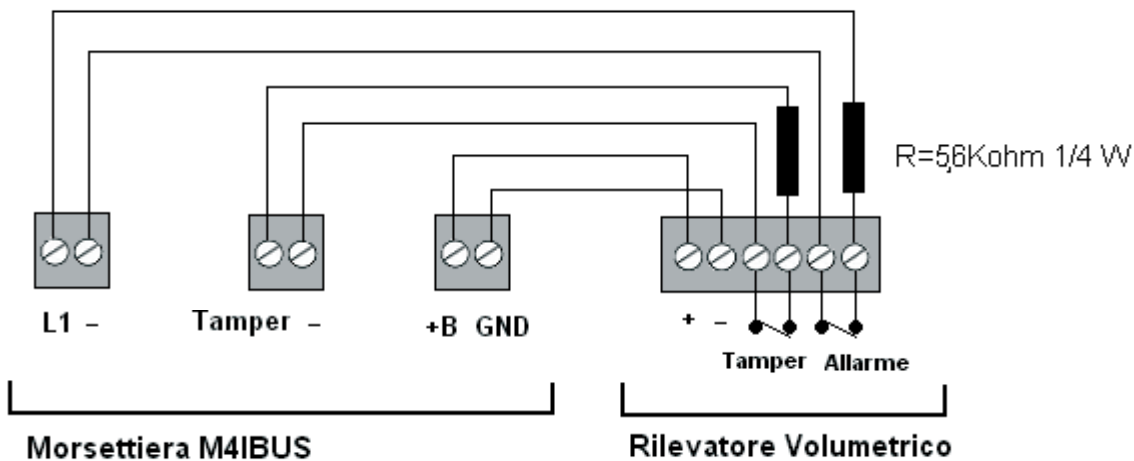 R=5,6Kohm 1/4 W
L1 –
Tamper –
+B GND
+ –
Tamper Allarme
Morsettiera M4IBUS
Rilevatore Volumetrico